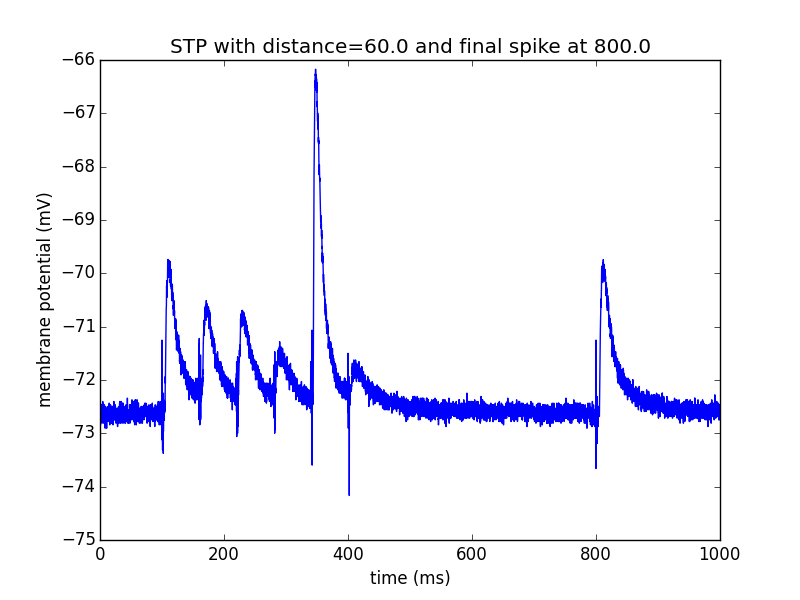 STP with distance=60.0 and final spike at 800.0
−66
−67
−68
−69
−70
−71
−72
−73
−74
−75
membrane potential (mV)
0 200 400 600 800 1000
time (ms)